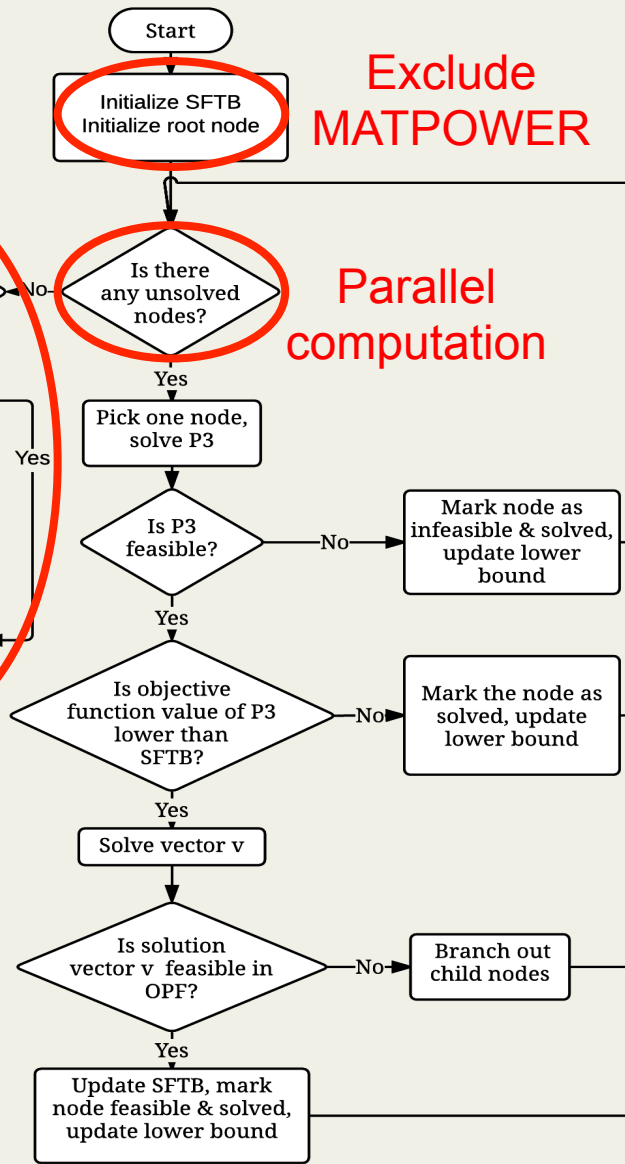 Start
Initialize SFTB
Initialize root node
Exclude
MATPOWER
Is there
any unsolved
nodes?
No
Parallel
computation
Yes
Pick one node,
solve P3
Yes
Is P3
feasible?
No
Mark node as
infeasible & solved,
update lower
bound
Yes
Is objective
function value of P3
lower than
SFTB?
No
Mark the node as
solved, update
lower bound
Yes
Solve vector v
Is solution
vector v feasible in
OPF?
No
Branch out
child nodes
Yes
Update SFTB, mark
node feasible & solved,
update lower bound